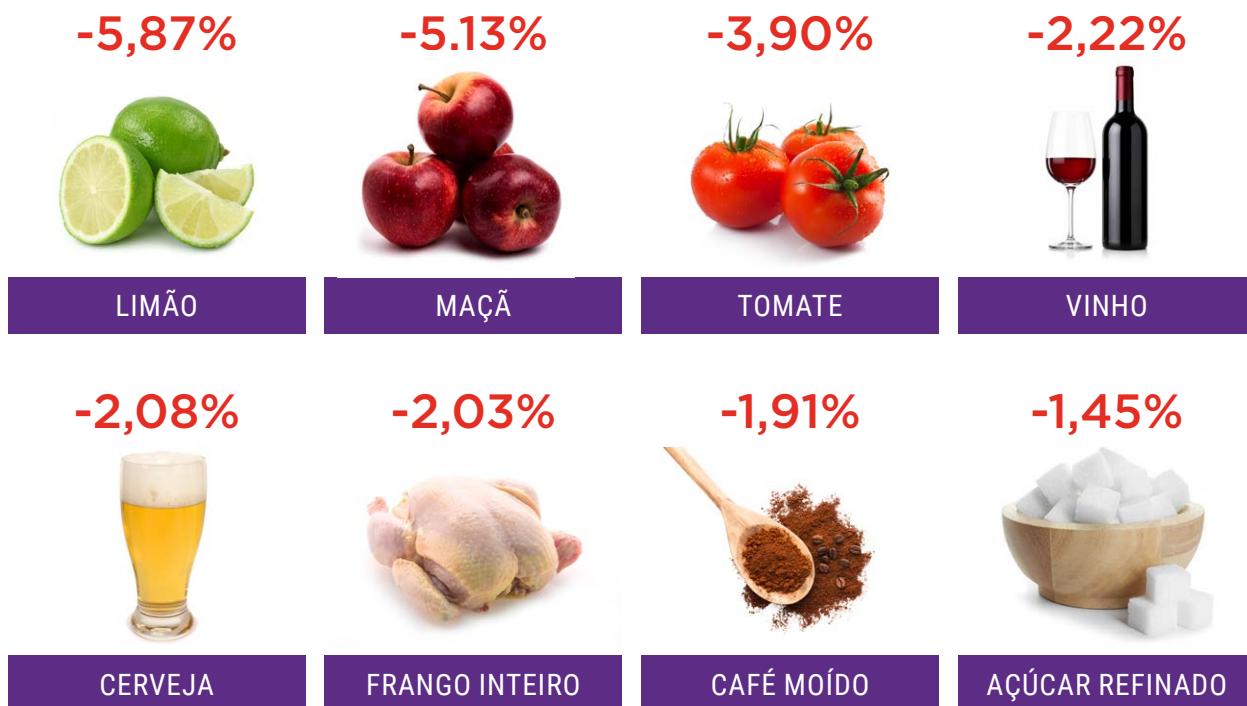 -5,87%
-5.13%
-3,90%
-2,22%
LIMÃO
MAÇÃ
TOMATE
VINHO
-2,08%
-2,03%
-1,91%
-1,45%
CERVEJA
FRANGO INTEIRO
CAFÉ MOÍDO
AÇÚCAR REFINADO